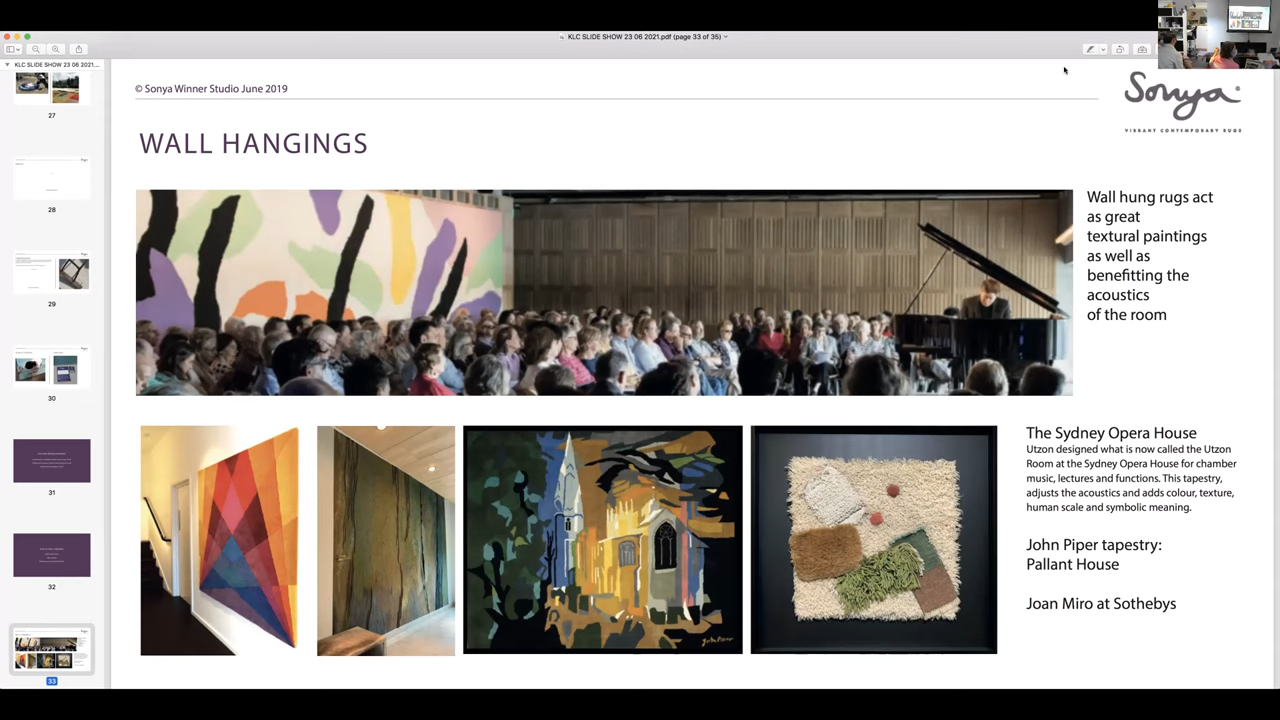 KLC SLIDE SHOW 23 06 2021.pdf (page 33 of 35)
KLC SLIDE SHOW 23 06 2021....
27
28
29
30
31
32
33
© Sonya Winner Studio June 2019
Sonya
VIBRANT CONTEMPORARY RUGS
WALL HANGINGS
Wall hung rugs act
as great
textural paintings
as well as
benefitting the
acoustics
of the room
The Sydney Opera House
Utzon designed what is now called the Utzon
Room at the Sydney Opera House for chamber
music, lectures and functions. This tapestry,
adjusts the acoustics and adds colour, texture,
human scale and symbolic meaning.
John Piper tapestry:
Pallant House
Joan Miro at Sothebys
John Piper